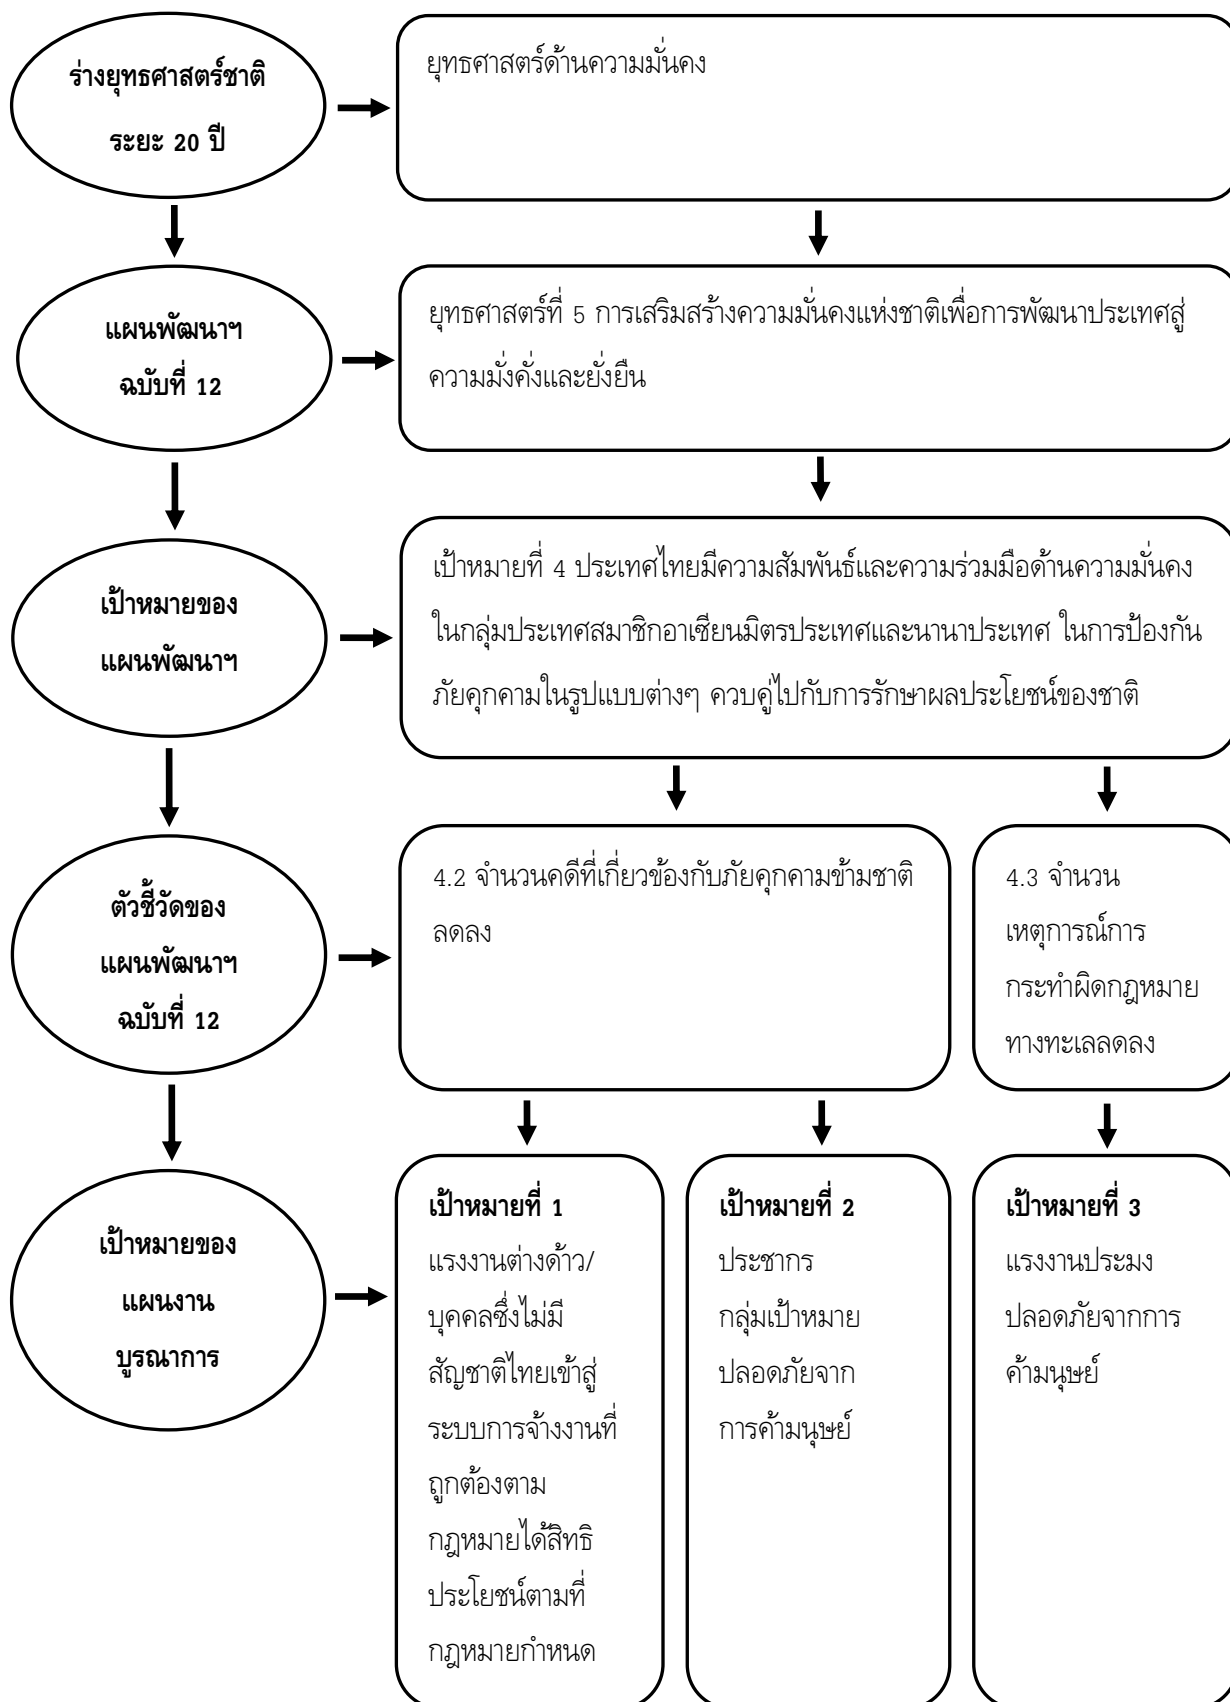 ร่างยุทธศาสตร์ชาติ
ระยะ 20 ปี
ยุทธศาสตร์ด้านความมั่นคง
แผนพัฒนาฯ
ฉบับที่ 12
ยุทธศาสตร์ที่ 5 การเสริมสร้างความมั่นคงแห่งชาติเพื่อการพัฒนาประเทศสู่
ความมั่งคั่งและยั่งยืน
เป้าหมายของ
แผนพัฒนาฯ
เป้าหมายที่ 4 ประเทศไทยมีความสัมพันธ์และความร่วมมือด้านความมั่นคง
ในกลุ่มประเทศสมาชิกอาเซียนมิตรประเทศและนานาประเทศ ในการป้องกัน
ภัยคุกคามในรูปแบบต่างๆ ควบคู่ไปกับการรักษาผลประโยชน์ของชาติ
ตัวชี้วัดของ
แผนพัฒนาฯ
ฉบับที่ 12
4.2 จำนวนคดีที่เกี่ยวข้องกับภัยคุกคามข้ามชาติ
ลดลง
4.3 จำนวน
เหตุการณ์การ
กระทำผิดกฎหมาย
ทางทะเลลดลง
เป้าหมายของ
แผนงาน
บูรณาการ
เป้าหมายที่ 1
แรงงานต่างด้าว/
บุคคลซึ่งไม่มี
สัญชาติไทยเข้าสู่
ระบบการจ้างงานที่
ถูกต้องตาม
กฎหมายได้สิทธิ
ประโยชน์ตามที่
กฎหมายกำหนด
เป้าหมายที่ 2
ประชากร
กลุ่มเป้าหมาย
ปลอดภัยจาก
การค้ามนุษย์
เป้าหมายที่ 3
แรงงานประมง
ปลอดภัยจากการ
ค้ามนุษย์